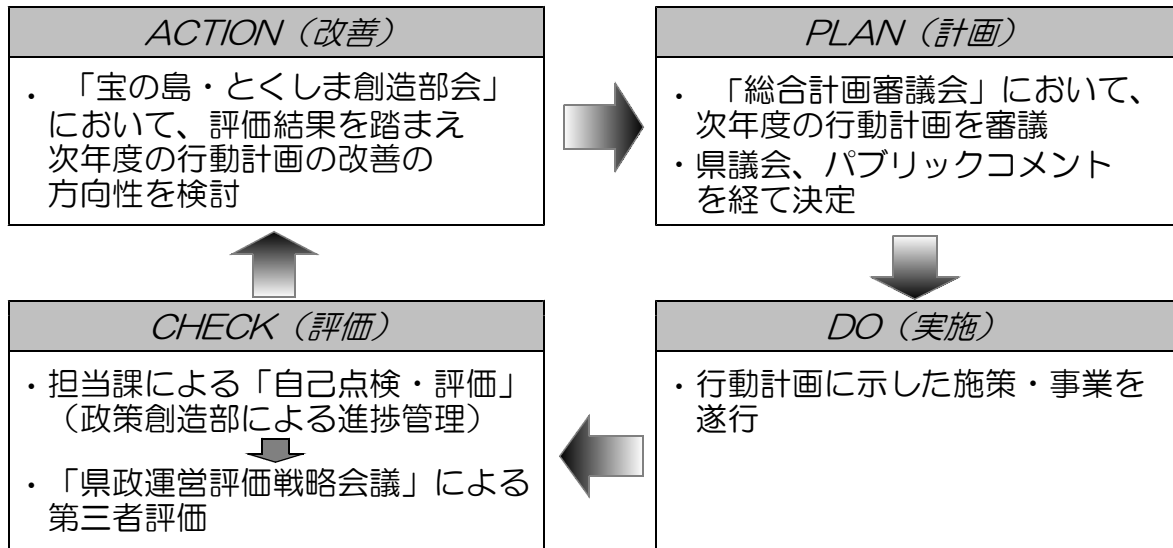 ACTION（改善）
・「宝の島・とくしま創造部会」
において、評価結果を踏まえ
次年度の行動計画の改善の
方向性を検討
PLAN（計画）
・「総合計画審議会」において、
次年度の行動計画を審議
・県議会、パブリックコメント
を経て決定
CHECK（評価）
・担当課による「自己点検・評価」
（政策創造部による進捗管理）
・「県政運営評価戦略会議」による
第三者評価
DO（実施）
・行動計画に示した施策・事業を
遂行